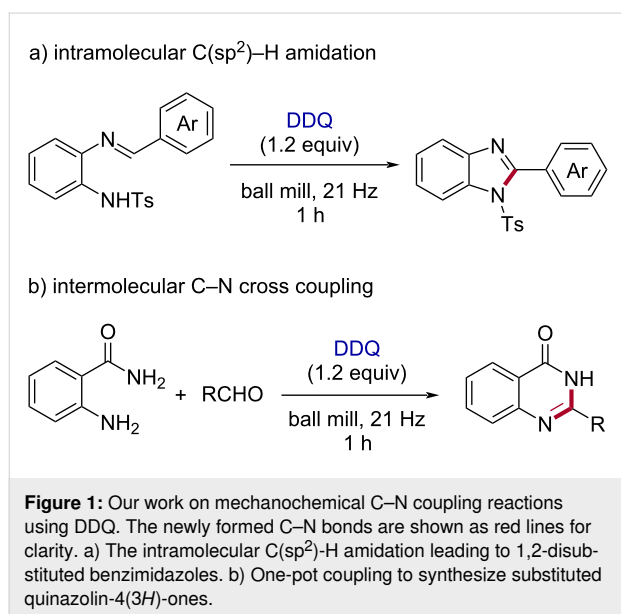 a) intramolecular C(sp²)–H amidation
N
Ar
NHTs
DDQ
(1.2 equiv)
ball mill, 21 Hz
1 h
N
N
Ts
Ar
b) intermolecular C–N cross coupling
O
NH₂
NH₂
+ RCHO
DDQ
(1.2 equiv)
ball mill, 21 Hz
1 h
O
NH
N
R
Figure 1: Our work on mechanochemical C–N coupling reactions
using DDQ. The newly formed C–N bonds are shown as red lines for
clarity. a) The intramolecular C(sp²)-H amidation leading to 1,2-disub-
stituted benzimidazoles. b) One-pot coupling to synthesize substituted
quinazolin-4(3H)-ones.